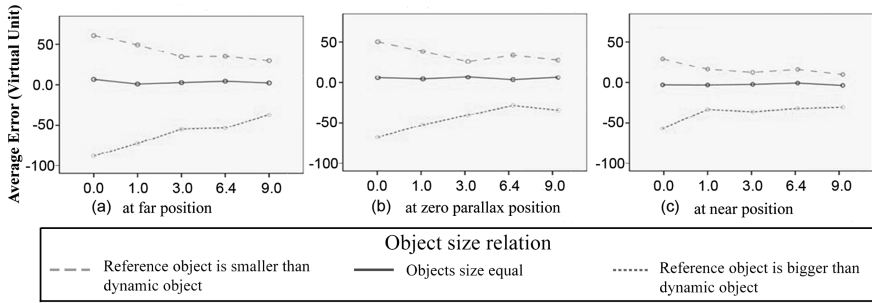 Average Error (Virtual Unit)
50
0.0
-50
-100
0.0 1.0 3.0 6.4 9.0
(a) at far position
50
0.0
-50
-100
0.0 1.0 3.0 6.4 9.0
(b) at zero parallax position
50
0.0
-50
-100
0.0 1.0 3.0 6.4 9.0
(c) at near position
Object size relation
Reference object is smaller than
dynamic object
Objects size equal
Reference object is bigger than
dynamic object